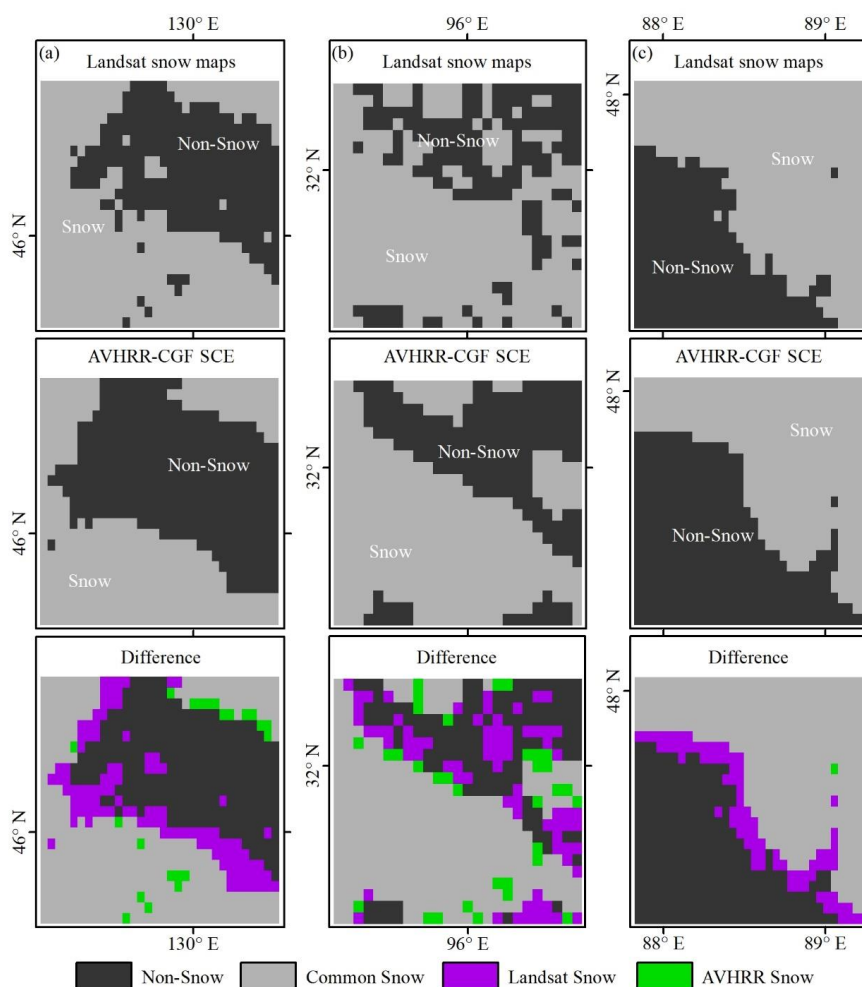 130° E
96° E
88° E
89° E
(a)
Landsat snow maps
Non-Snow
Snow
46° N
(b)
Landsat snow maps
Non-Snow
Snow
32° N
(c)
Landsat snow maps
Snow
Non-Snow
48° N
AVHRR-CGF SCE
Non-Snow
Snow
46° N
AVHRR-CGF SCE
Non-Snow
Snow
32° N
AVHRR-CGF SCE
Snow
Non-Snow
48° N
Difference
46° N
Difference
32° N
Difference
48° N
130° E
96° E
88° E
89° E
Non-Snow
Common Snow
Landsat Snow
AVHRR Snow